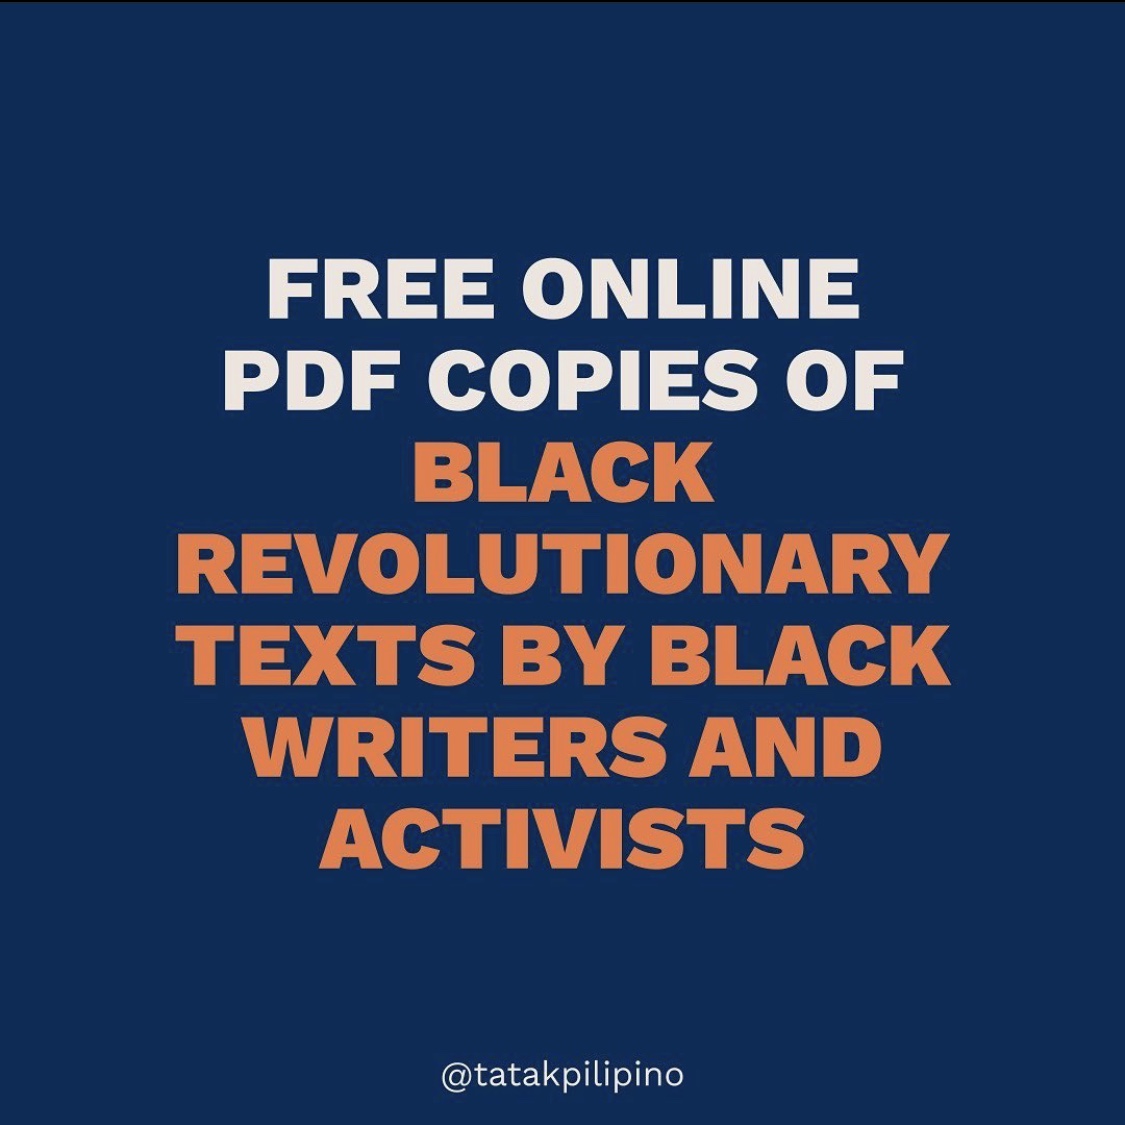 FREE ONLINE
PDF COPIES OF
BLACK
REVOLUTIONARY
TEXTS BY BLACK
WRITERS AND
ACTIVISTS
@tatakpilipino